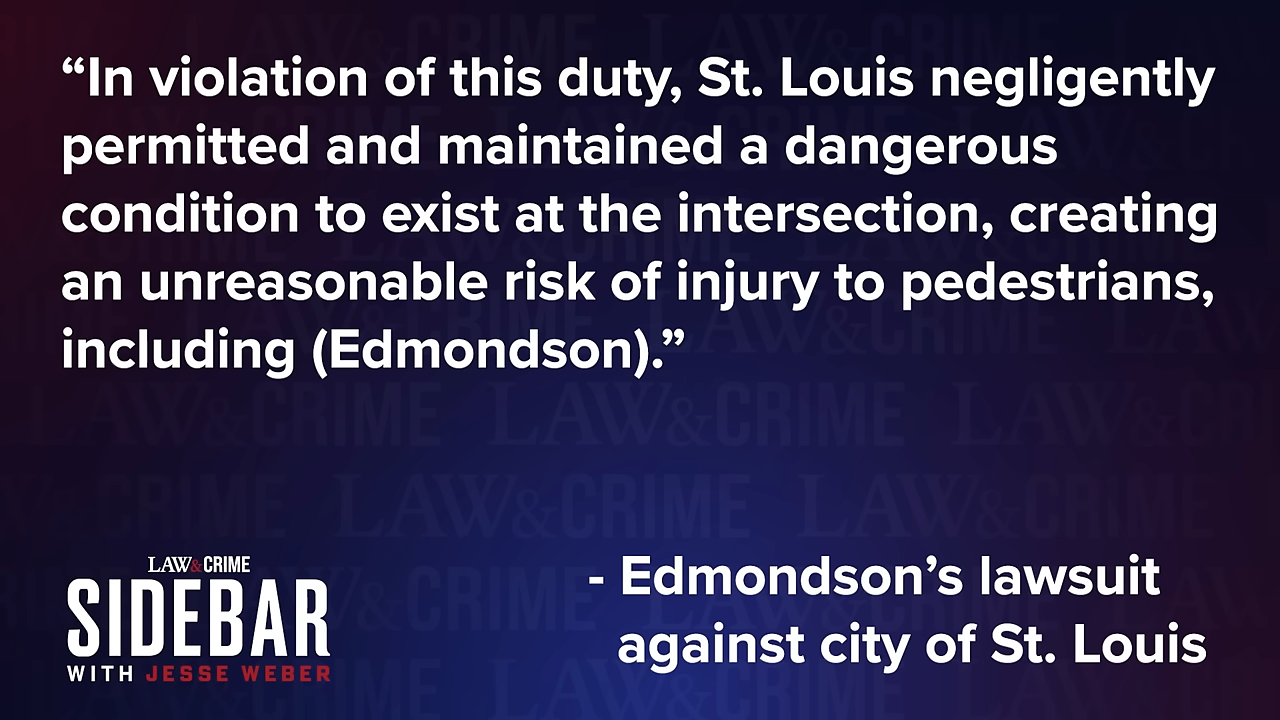 “In violation of this duty, St. Louis negligently
permitted and maintained a dangerous
condition to exist at the intersection, creating
an unreasonable risk of injury to pedestrians,
including (Edmondson).”
- Edmondson’s lawsuit
against city of St. Louis
LAW&CRIME
SIDEBAR
WITH JESSE WEBER